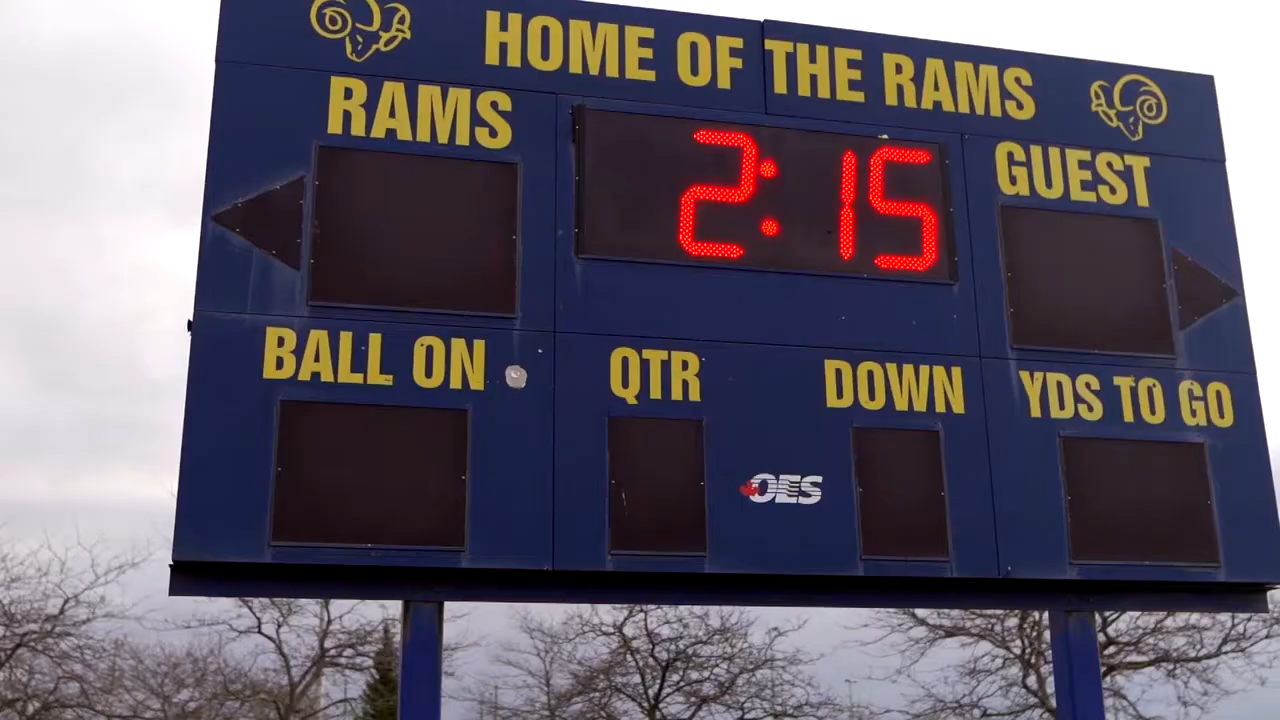 HOME OF THE RAMS
RAMS
2:15
GUEST
BALL ON
QTR
DOWN
YDS TO GO
OES